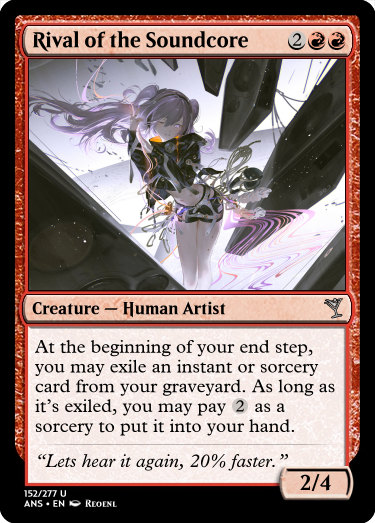 Rival of the Soundcore 2
Creature — Human Artist
At the beginning of your end step,
you may exile an instant or sorcery
card from your graveyard. As long as
it's exiled, you may pay 2 as a
sorcery to put it into your hand.
“Lets hear it again, 20% faster.”
2/4
152/277 U
ANS • EN Reoenl